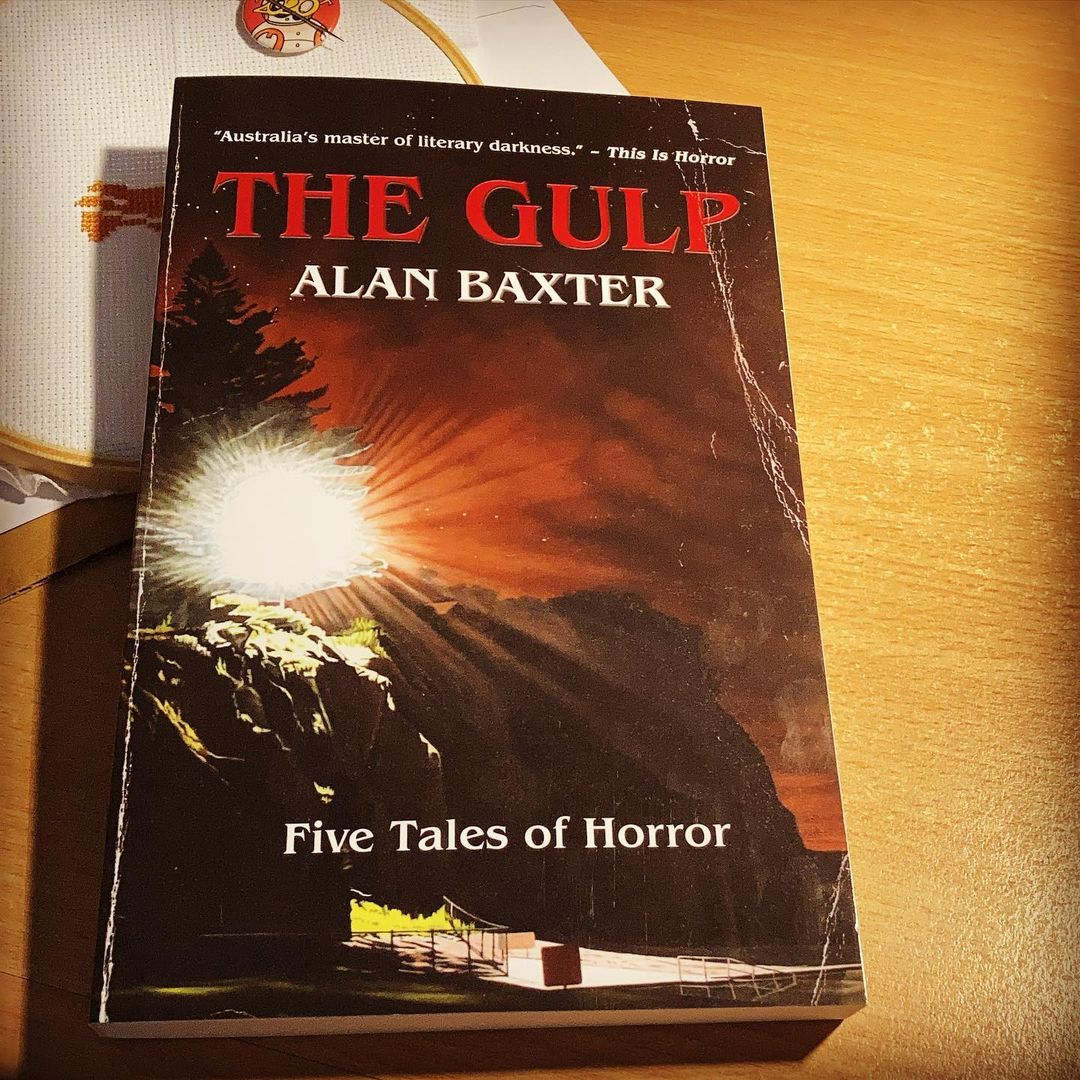 "Australia's master of literary darkness." – This Is Horror
THE GULP
ALAN BAXTER
Five Tales of Horror